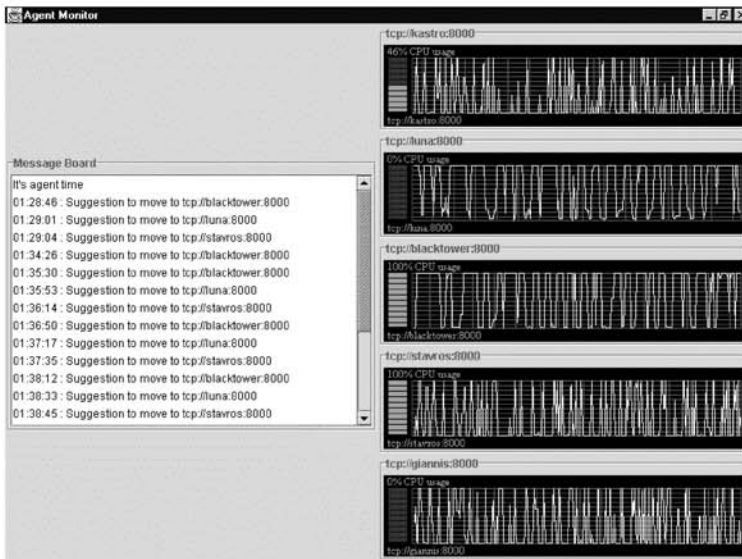 Agent Monitor
Message Board
It's agent time
01:28:46 : Suggestion to move to tcp://blacktower:8000
01:29:01 : Suggestion to move to tcp://luna:8000
01:29:04 : Suggestion to move to tcp://stavros:8000
01:34:26 : Suggestion to move to tcp://blacktower:8000
01:35:30 : Suggestion to move to tcp://blacktower:8000
01:35:53 : Suggestion to move to tcp://luna:8000
01:36:14 : Suggestion to move to tcp://stavros:8000
01:36:50 : Suggestion to move to tcp://blacktower:8000
01:37:17 : Suggestion to move to tcp://luna:8000
01:37:35 : Suggestion to move to tcp://stavros:8000
01:38:12 : Suggestion to move to tcp://blacktower:8000
01:38:33 : Suggestion to move to tcp://luna:8000
01:38:45 : Suggestion to move to tcp://stavros:8000
tcp://kastro:8000
46% CPU usage
tcp://kastro:8000
tcp://luna:8000
0% CPU usage
tcp://luna:8000
tcp://blacktower:8000
100% CPU usage
tcp://blacktower:8000
tcp://stavros:8000
100% CPU usage
tcp://stavros:8000
tcp://giannis:8000
0% CPU usage
tcp://giannis:8000